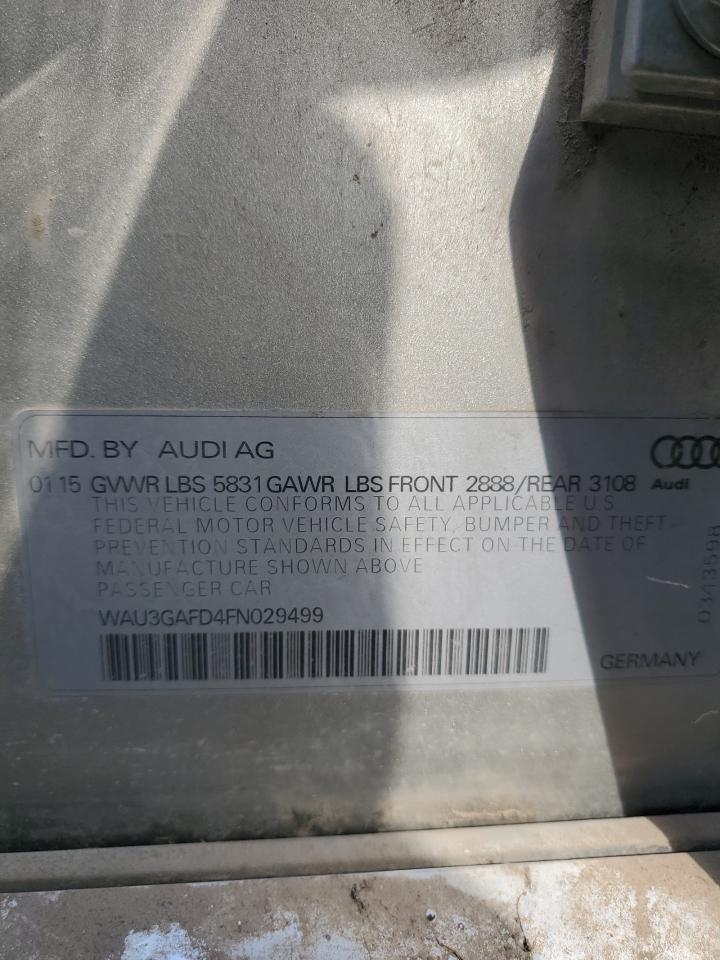 MFD. BY AUDI AG
01 15 GVWR LBS 5831 GAWR LBS FRONT 2888/REAR 3108
Audi
THIS VEHICLE CONFORMS TO ALL APPLICABLE U.S
FEDERAL MOTOR VEHICLE SAFETY, BUMPER AND THEFT
PREVENTION STANDARDS IN EFFECT ON THE DATE OF
MANUFACTURE SHOWN ABOVE
PASSENGER CAR
WAU3GAFD4FN029499
GERMANY
0343598